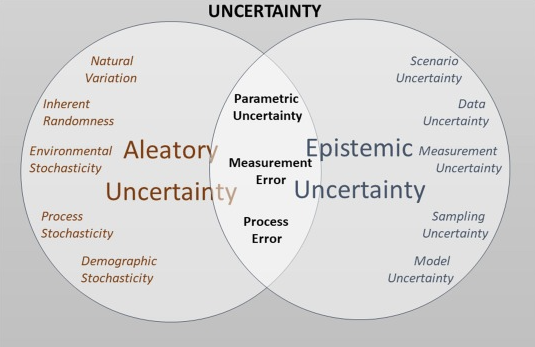 UNCERTAINTY
Natural
Variation
Inherent
Randomness
Environmental
Stochasticity
Process
Stochasticity
Demographic
Stochasticity
Aleatory
Uncertainty
Parametric
Uncertainty
Measurement
Error
Process
Error
Epistemic
Uncertainty
Scenario
Uncertainty
Data
Uncertainty
Measurement
Uncertainty
Sampling
Uncertainty
Model
Uncertainty